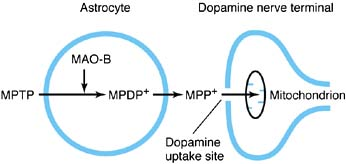 Astrocyte
Dopamine nerve terminal
MAO-B
MPTP
MPDP+
MPP+
Mitochondrion
Dopamine
uptake site